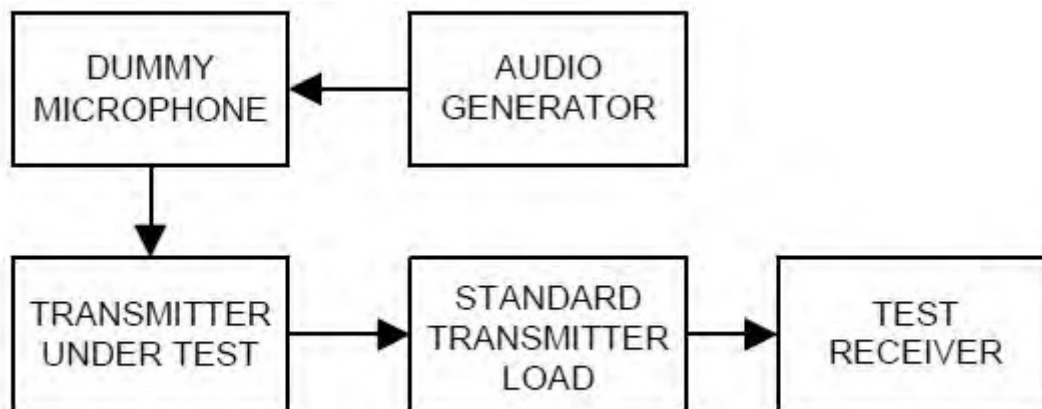 DUMMY
MICROPHONE
AUDIO
GENERATOR
TRANSMITTER
UNDER TEST
STANDARD
TRANSMITTER
LOAD
TEST
RECEIVER